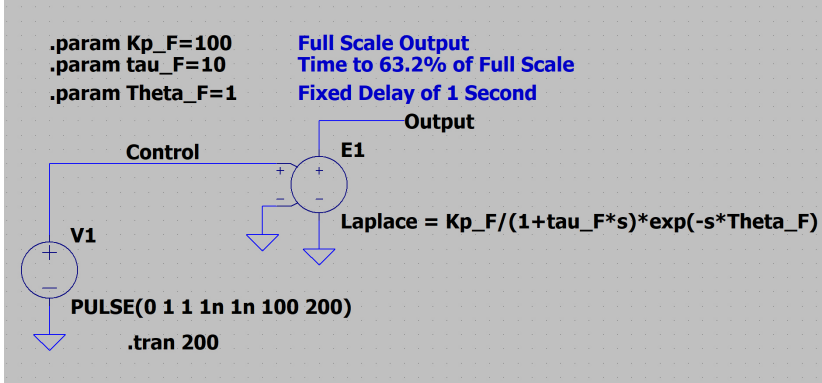 .param Kp_F=100 Full Scale Output
.param tau_F=10 Time to 63.2% of Full Scale
.param Theta_F=1 Fixed Delay of 1 Second
Output
Control
E1
+ +
- -
Laplace = Kp_F/(1+tau_F*s)*exp(-s*Theta_F)
V1
+
-
PULSE(0 1 1 1n 1n 100 200)
.tran 200